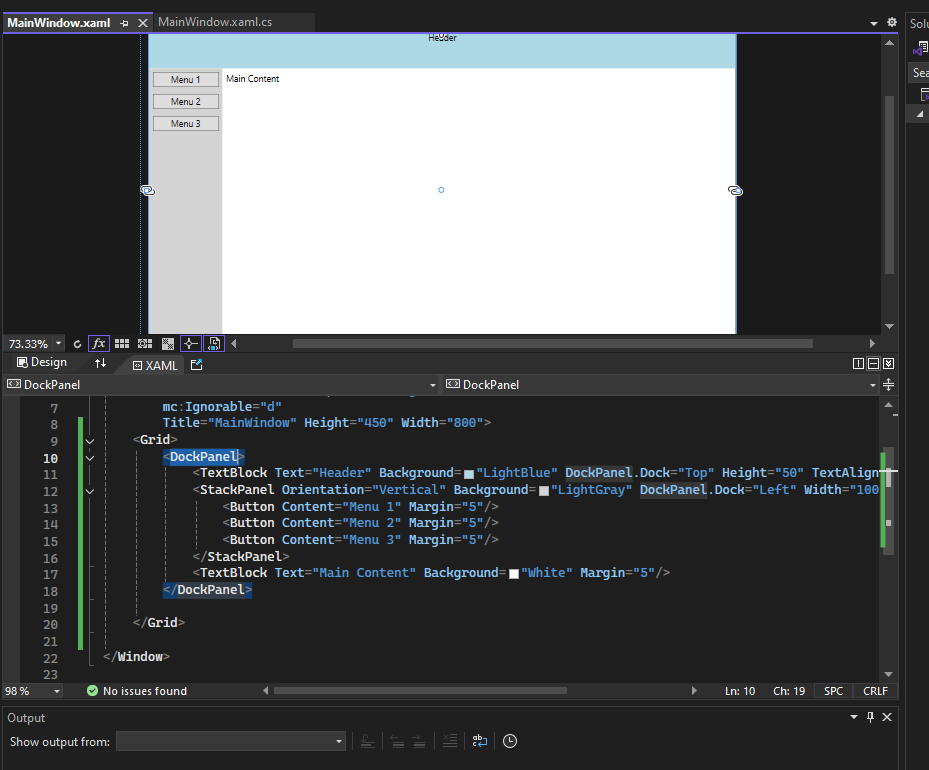 MainWindow.xaml
MainWindow.xaml.cs
Solu
Header
Sea
Menu 1
Main Content
Menu 2
Menu 3
73.33%
fx
Design
XAML
DockPanel
DockPanel
7 mc:Ignorable="d"
8 Title="MainWindow" Height="450" Width="800">
9 <Grid>
10 <DockPanel>
11 <TextBlock Text="Header" Background="LightBlue" DockPanel.Dock="Top" Height="50" TextAlign
12 <StackPanel Orientation="Vertical" Background="LightGray" DockPanel.Dock="Left" Width="100
13 <Button Content="Menu 1" Margin="5"/>
14 <Button Content="Menu 2" Margin="5"/>
15 <Button Content="Menu 3" Margin="5"/>
16 </StackPanel>
17 <TextBlock Text="Main Content" Background="White" Margin="5"/>
18 </DockPanel>
19
20 </Grid>
21
22 </Window>
23
98 %
No issues found
Ln: 10 Ch: 19 SPC CRLF
Output
Show output from: